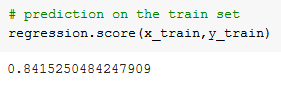 # prediction on the train set
regression.score(x_train,y_train)
0.8415250484247909